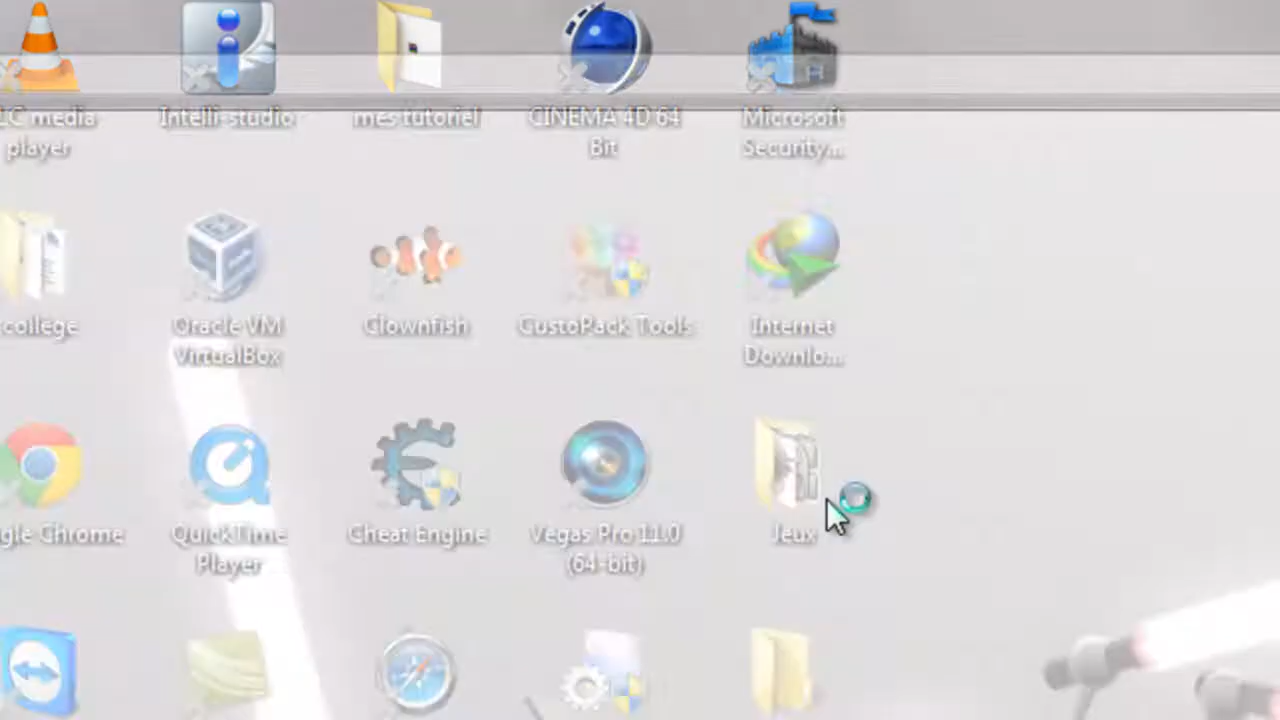 LC media
player
Intelli-studio
mes tutoriel
CINEMA 4D 64
Bit
Microsoft
Security...
college
Oracle VM
VirtualBox
Clownfish
CustoPack Tools
Internet
Downlo...
gle Chrome
QuickTime
Player
Cheat Engine
Vegas Pro 11.0
(64-bit)
Jeux